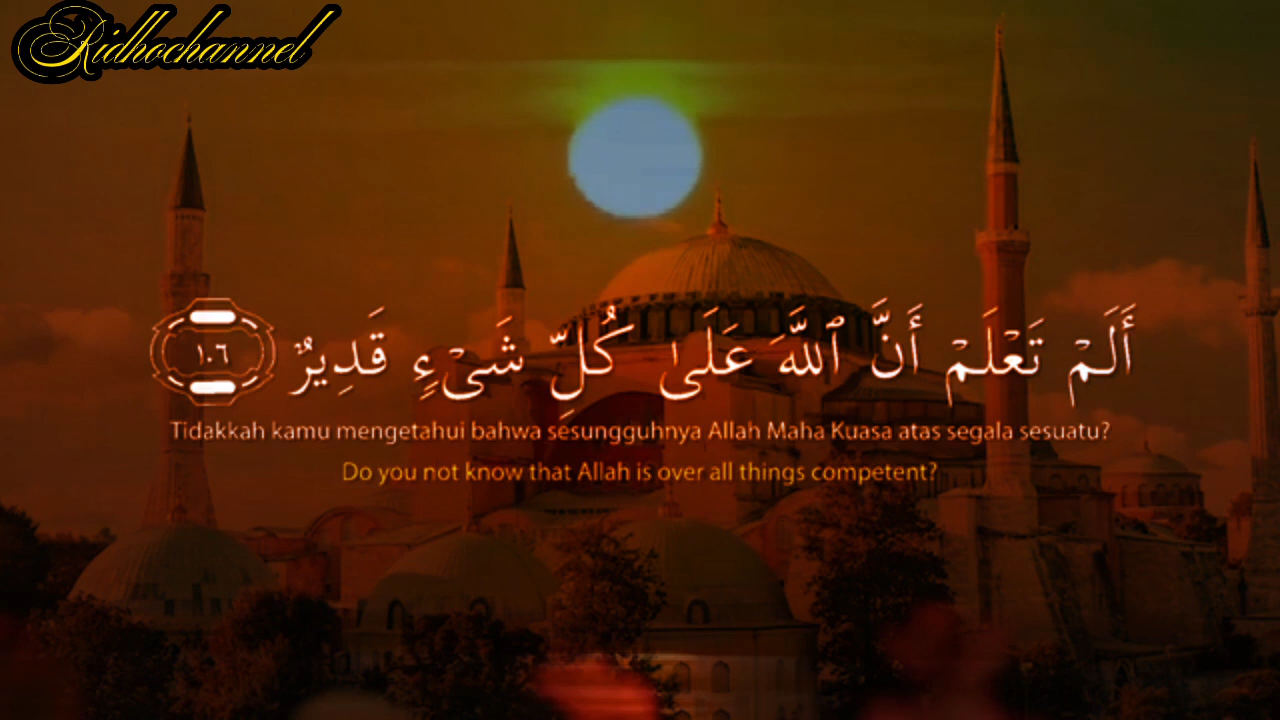 Ridhochannel
أَلَمْ تَعْلَمْ أَنَّ ٱللَّهَ عَلَىٰ كُلِّ شَىْءٍ قَدِيرٌ ١٠٦
Tidakkah kamu mengetahui bahwa sesungguhnya Allah Maha Kuasa atas segala sesuatu?
Do you not know that Allah is over all things competent?